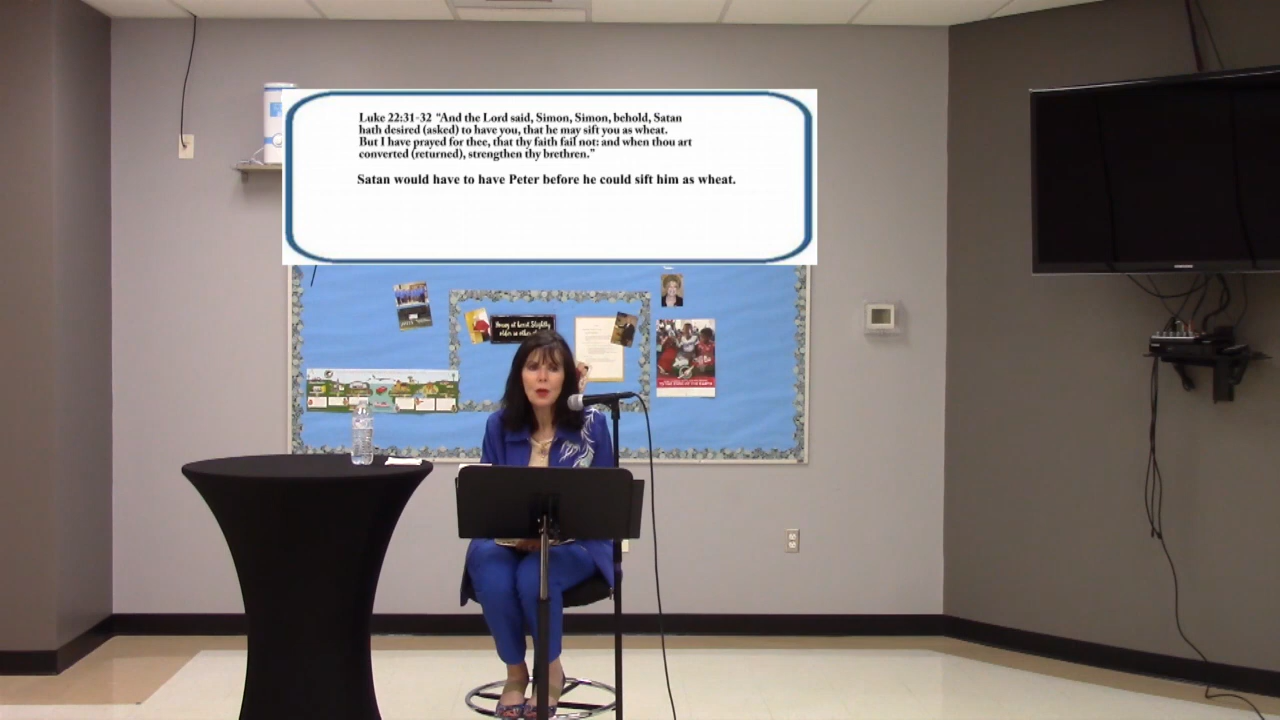 Luke 22:31-32 “And the Lord said, Simon, Simon, behold, Satan
hath desired (asked) to have you, that he may sift you as wheat.
But I have prayed for thee, that thy faith fail not: and when thou art
converted (returned), strengthen thy brethren.”
Satan would have to have Peter before he could sift him as wheat.